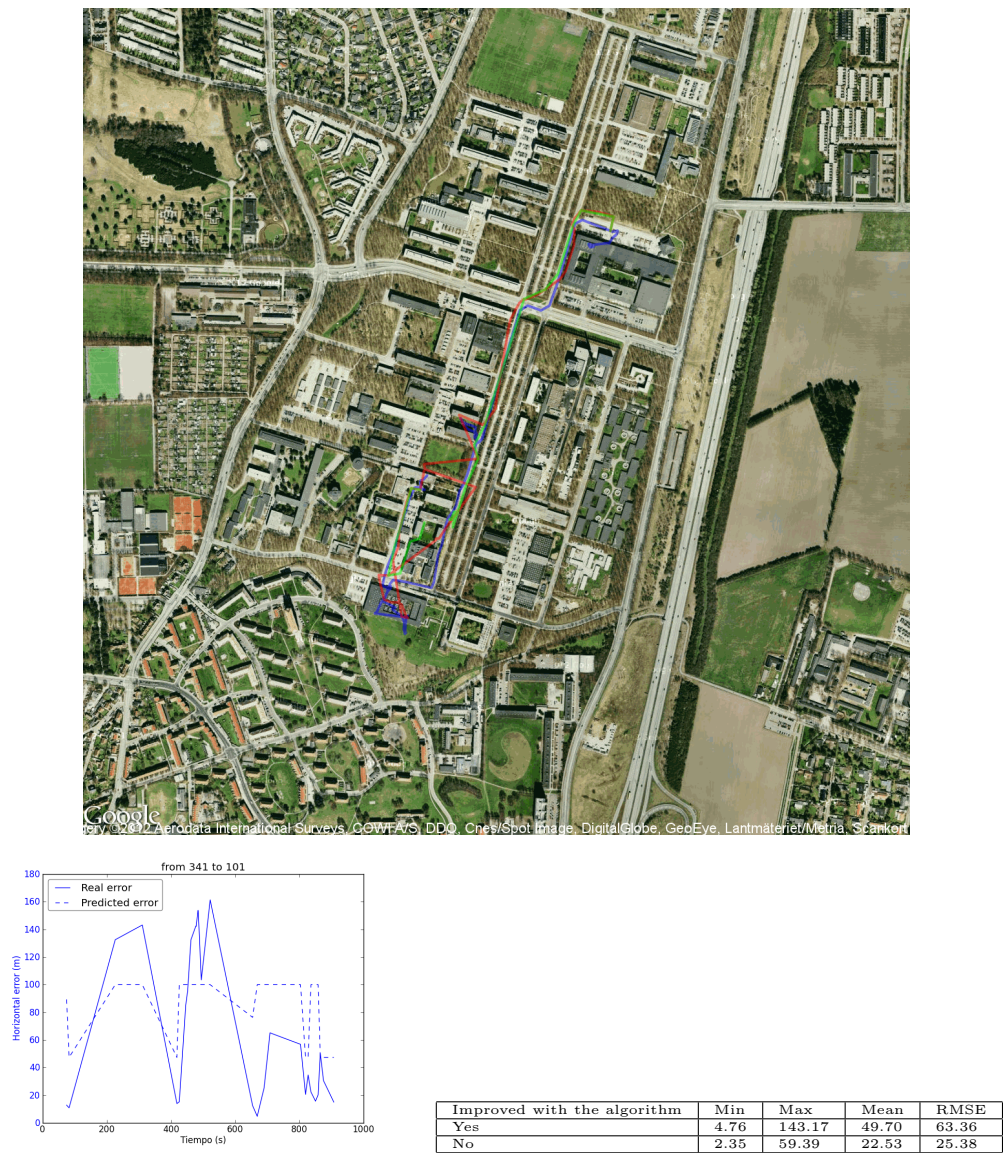 Google
ery ©2012 Aerodata International Surveys, COWI A/S, DDO, Cnes/Spot Image, DigitalGlobe, GeoEye, Lantmäteriet/Metria, Scankort
from 341 to 101
Real error
Predicted error
Horizontal error (m)
180
160
140
120
100
80
60
40
20
0
0 200 400 600 800 1000
Tiempo (s)
Improved with the algorithm Min Max Mean RMSE
Yes 4.76 143.17 49.70 63.36
No 2.35 59.39 22.53 25.38